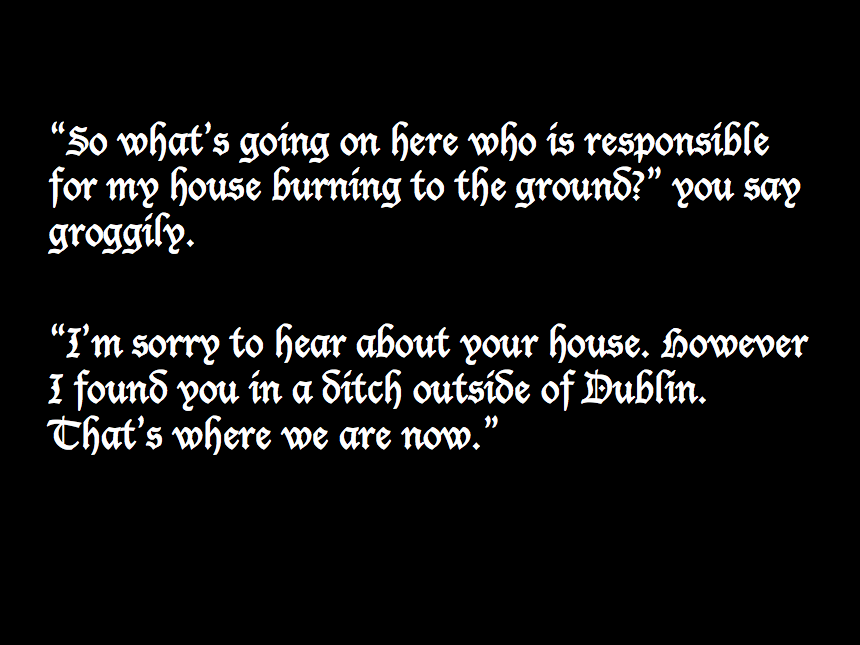 “So what’s going on here who is responsible
for my house burning to the ground?” you say
groggily.
“I’m sorry to hear about your house. However
I found you in a ditch outside of Dublin.
That’s where we are now.”